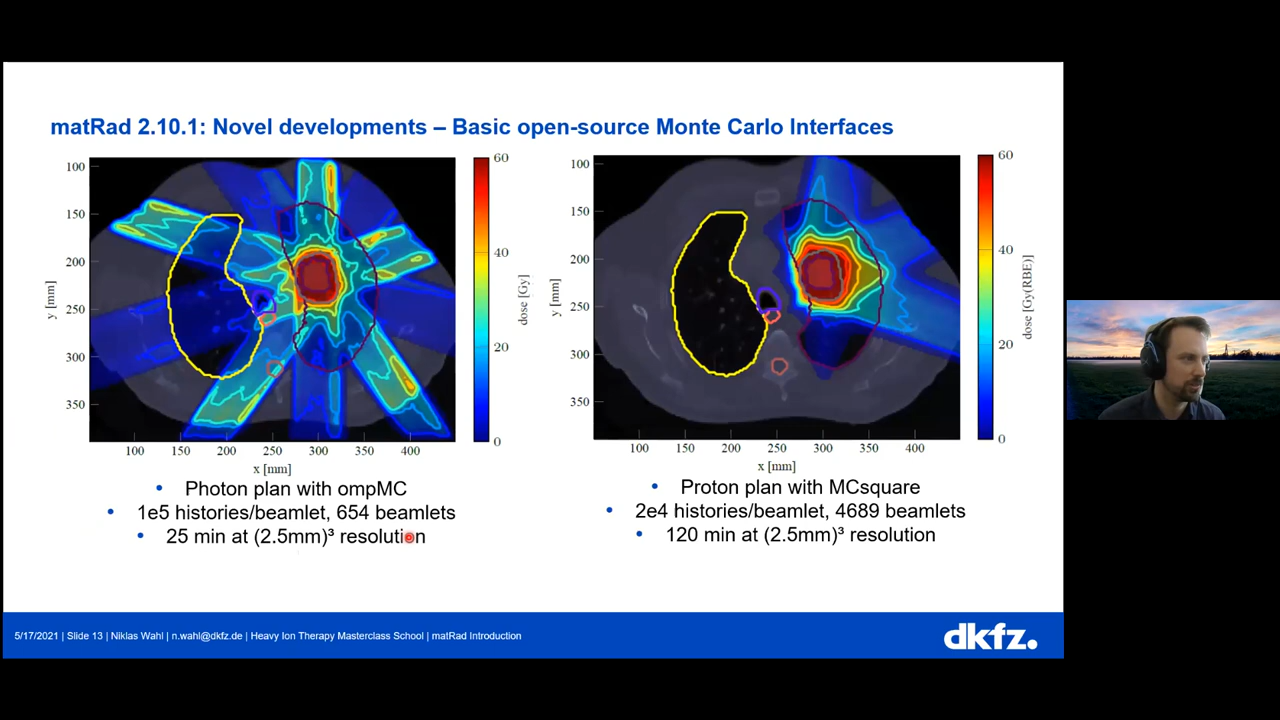 matRad 2.10.1: Novel developments – Basic open-source Monte Carlo Interfaces
100
150
200
250
300
350
y [mm]
100
150
200
250
300
350
400
x [mm]
60
40
20
0
dose [Gy]
100
150
200
250
300
350
y [mm]
100
150
200
250
300
350
400
x [mm]
60
40
20
0
dose [Gy(RBE)]
• Photon plan with ompMC
• 1e5 histories/beamlet, 654 beamlets
• 25 min at (2.5mm)³ resolution
• Proton plan with MCsquare
• 2e4 histories/beamlet, 4689 beamlets
• 120 min at (2.5mm)³ resolution
5/17/2021 | Slide 13 | Niklas Wahl | n.wahl@dkfz.de | Heavy Ion Therapy Masterclass School | matRad Introduction
dkfz.